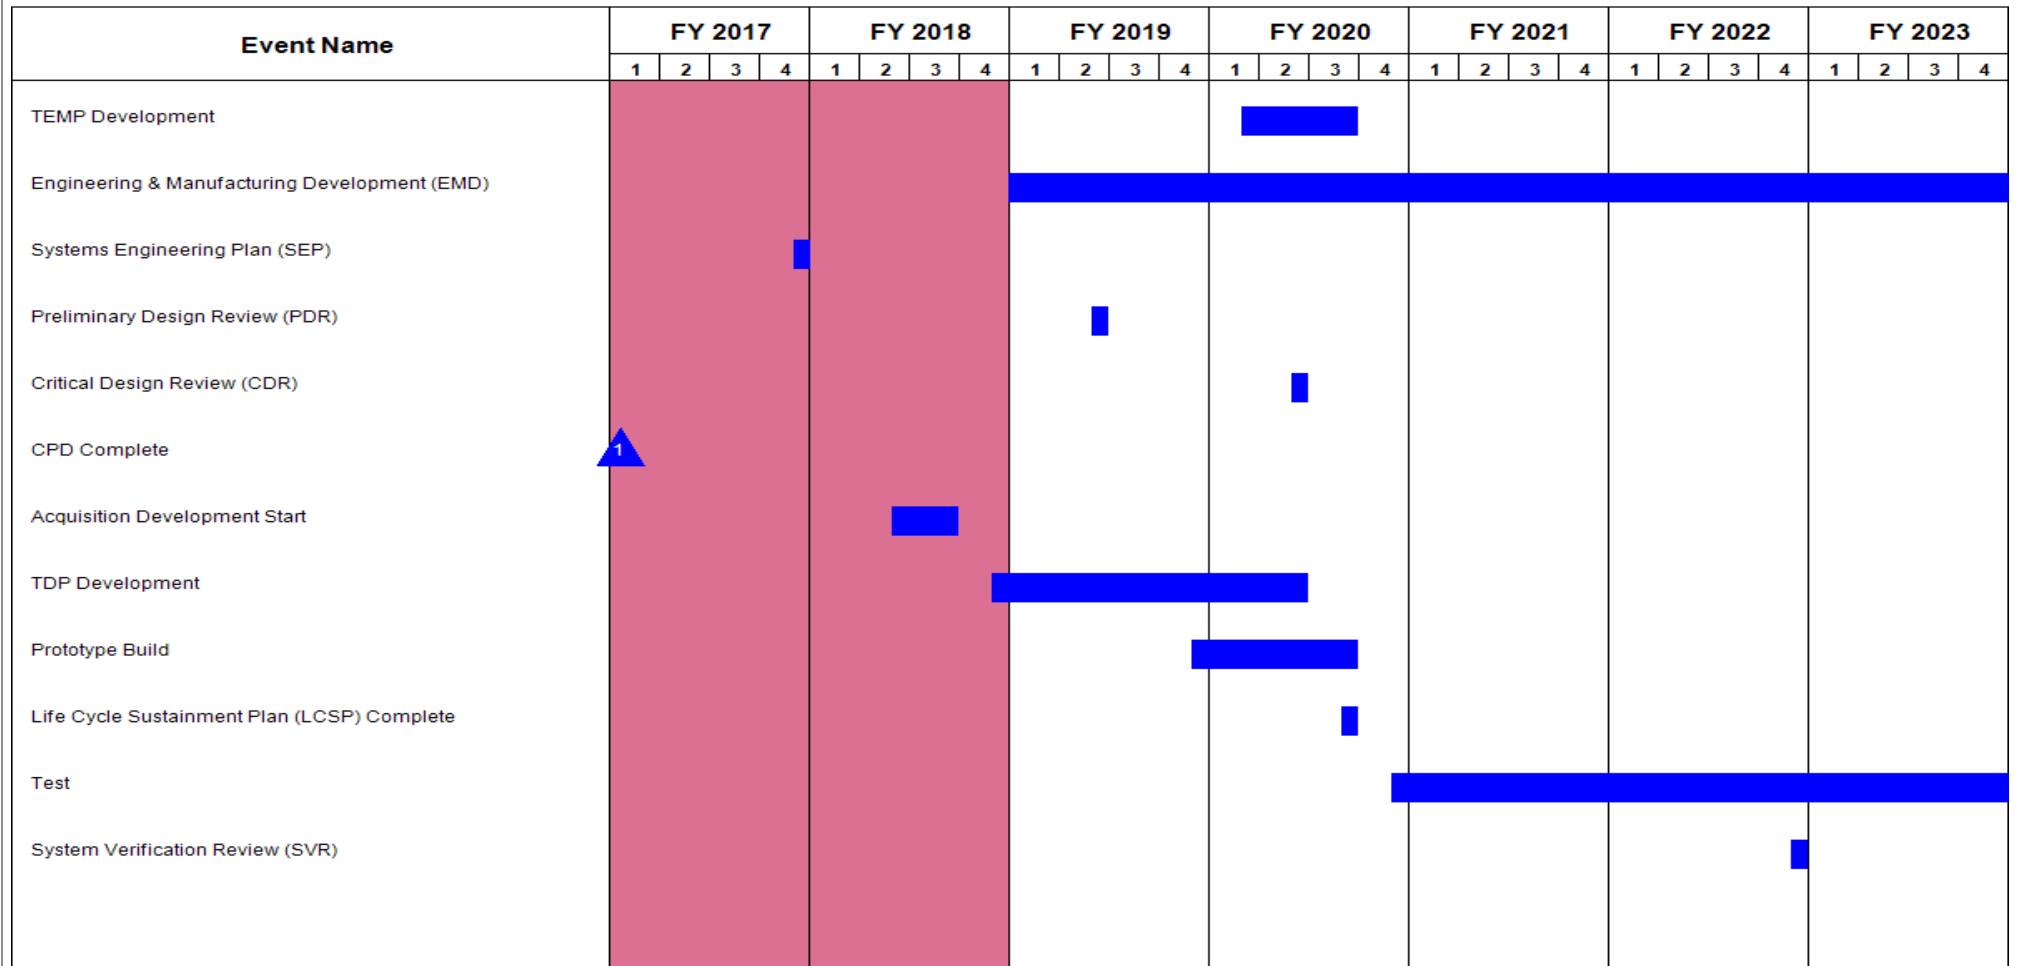 Event Name
FY 2017 FY 2018 FY 2019 FY 2020 FY 2021 FY 2022 FY 2023
1 2 3 4 1 2 3 4 1 2 3 4 1 2 3 4 1 2 3 4 1 2 3 4 1 2 3 4
TEMP Development
Engineering & Manufacturing Development (EMD)
Systems Engineering Plan (SEP)
Preliminary Design Review (PDR)
Critical Design Review (CDR)
CPD Complete
1
Acquisition Development Start
TDP Development
Prototype Build
Life Cycle Sustainment Plan (LCSP) Complete
Test
System Verification Review (SVR)